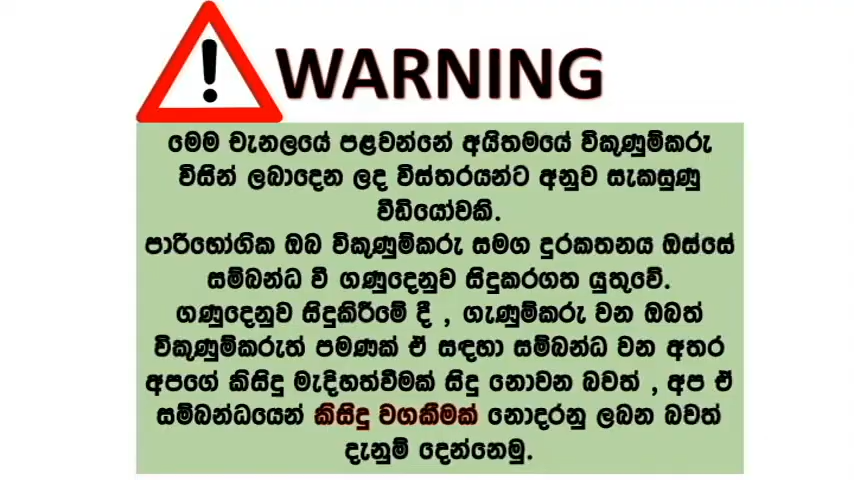 WARNING
මෙම චැනලයේ පළවන්නේ අයිතමයේ විකුණුම්කරු
විසින් ලබාදෙන ලද විස්තරයන්ට අනුව සැකසුණු
වීඩියෝවකි.
පාරිභෝගික ඔබ විකුණුම්කරු සමග දුරකතනය ඔස්සේ
සම්බන්ධ වී ගණුදෙනුව සිදුකරගත යුතුවේ.
ගණුදෙනුව සිදුකිරීමේ දී , ගැණුම්කරු වන ඔබත්
විකුණුම්කරුත් පමණක් ඒ සඳහා සම්බන්ධ වන අතර
අපගේ කිසිදු මැදිහත්වීමක් සිදු නොවන බවත් , අප ඒ
සම්බන්ධයෙන් කිසිදු වගකීමක් නොදරනු ලබන බවත්
දැනුම් දෙන්නෙමු.